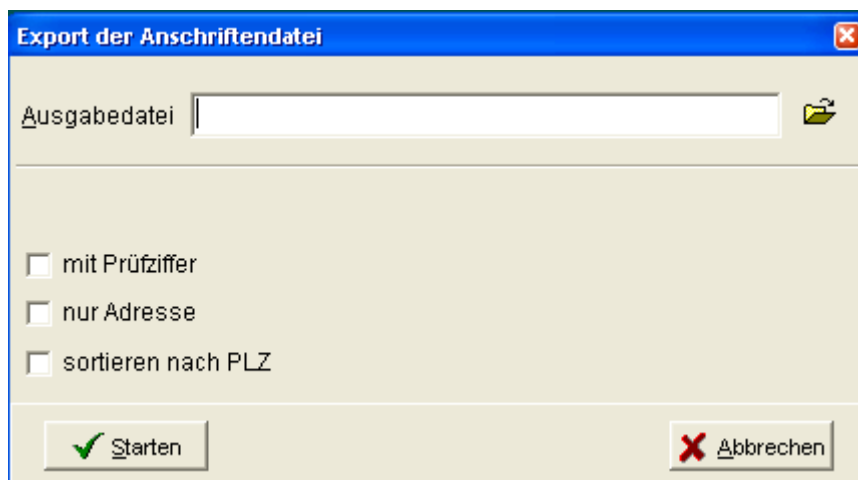 Export der Anschriftendatei
Ausgabedatei
mit Prüfziffer
nur Adresse
sortieren nach PLZ
Starten Abbrechen